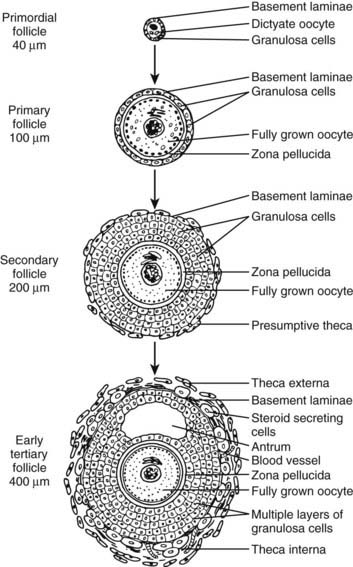 Primordial
follicle
40 μm
Basement laminae
Dictyate oocyte
Granulosa cells
Primary
follicle
100 μm
Basement laminae
Granulosa cells
Fully grown oocyte
Zona pellucida
Secondary
follicle
200 μm
Basement laminae
Granulosa cells
Zona pellucida
Fully grown oocyte
Presumptive theca
Early
tertiary
follicle
400 μm
Theca externa
Basement laminae
Steroid secreting
cells
Antrum
Blood vessel
Zona pellucida
Fully grown oocyte
Multiple layers of
granulosa cells
Theca interna